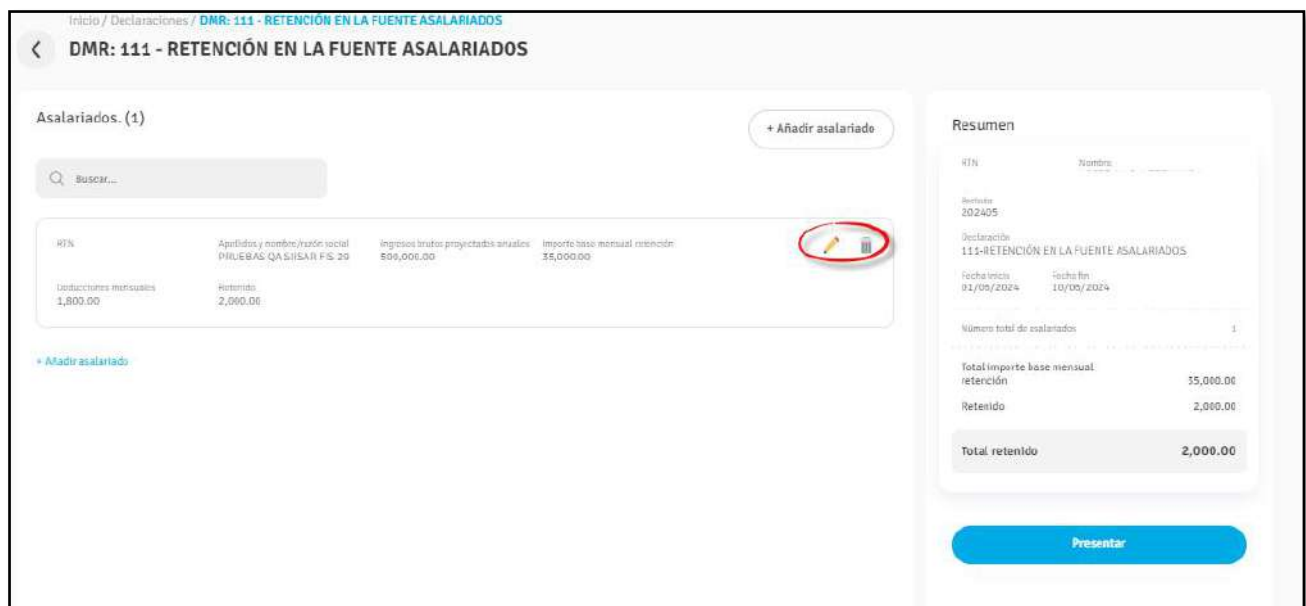 Inicio / Declaraciones / DMR: 111 - RETENCIÓN EN LA FUENTE ASALARIADOS
DMR: 111 - RETENCIÓN EN LA FUENTE ASALARIADOS
Asalariados. (1)
+ Añadir asalariado
Buscar...
RTN
Apellidos y nombre/razón social
Ingresos brutos proyectados anuales
Importe base mensual retención
PRUEBAS QA SIISAR FIS 29
500,000.00
35,000.00
Deducciones mensuales
Retenido
1,800.00
2,000.00
+ Añadir asalariado
Resumen
RTN
Nombre
Período
202405
Declaración
111-RETENCIÓN EN LA FUENTE ASALARIADOS
Fecha inicio
Fecha fin
01/06/2024
10/06/2024
Número total de asalariados
1
Total importe base mensual
retención
35,000.00
Retenido
2,000.00
Total retenido
2,000.00
Presentar